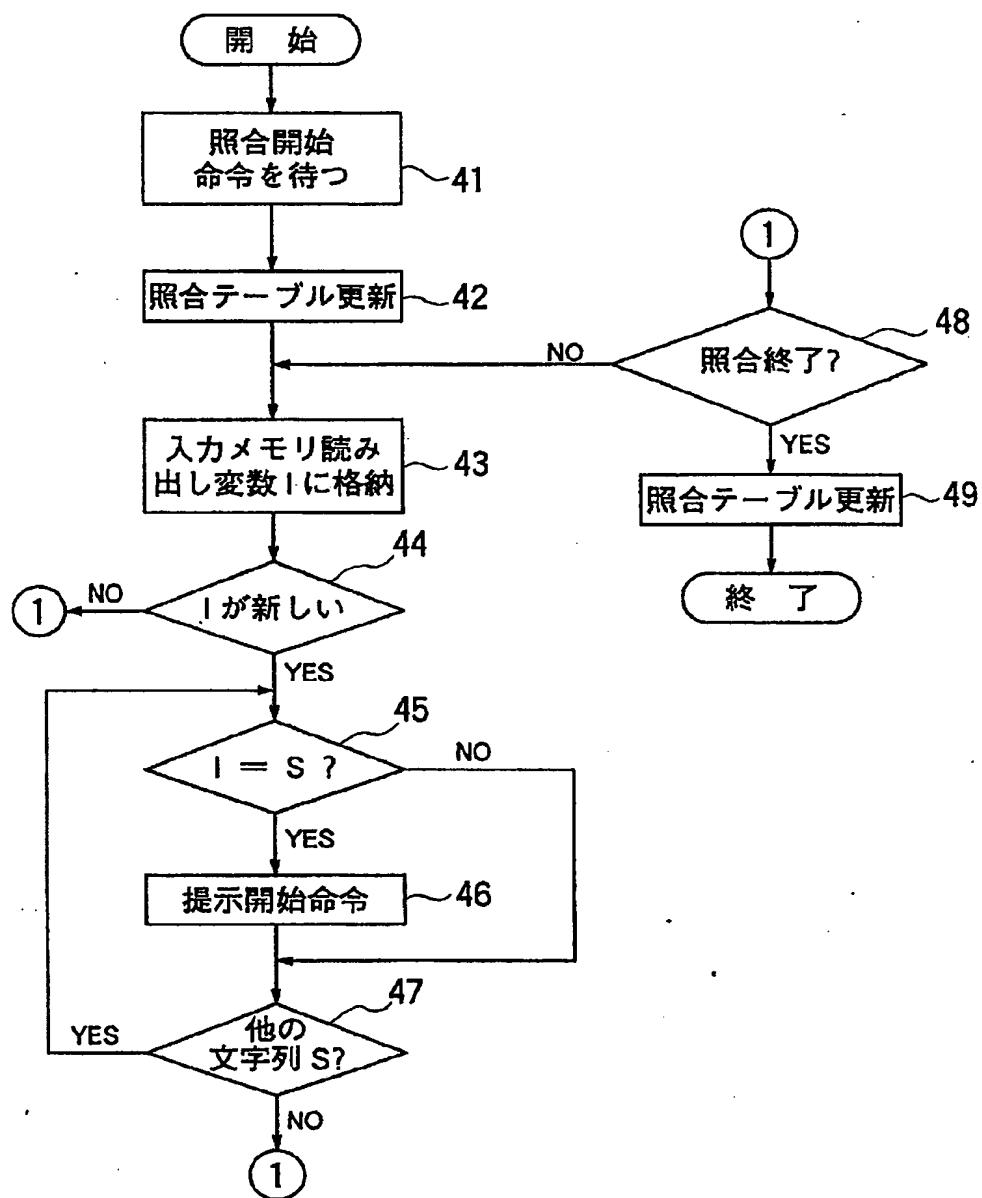 開 始
照合開始
命令を待つ
41
照合テーブル更新
42
入力メモリ読み
出し変数Iに格納
43
44
Iが新しい
NO
1
YES
45
I = S ?
NO
YES
提示開始命令
46
47
他の
文字列 S?
YES
NO
1
1
48
照合終了?
NO
YES
照合テーブル更新
49
終 了